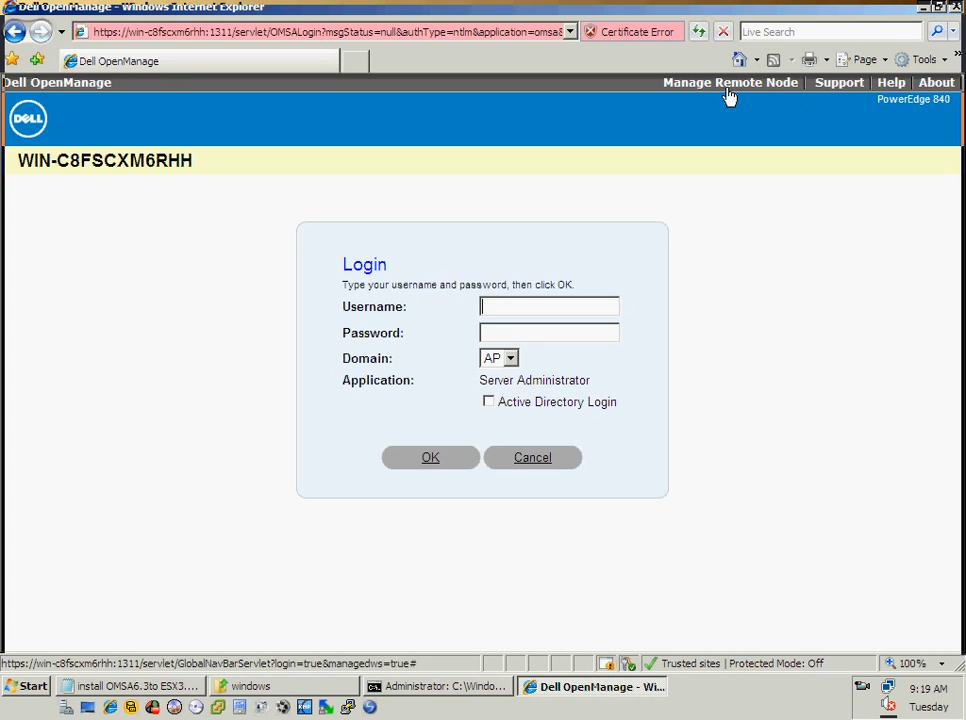 Dell OpenManage - Windows Internet Explorer
https://win-c8fscxm6rhh:1311/servlet/OMSALogin?msgStatus=null&authType=ntlm&application=omsa&
Certificate Error
Live Search
Dell OpenManage
Page
Tools
Dell OpenManage
Manage Remote Node
Support
Help
About
PowerEdge 840
DELL
WIN-C8FSCXM6RHH
Login
Type your username and password, then click OK.
Username:
Password:
Domain: AP
Application: Server Administrator
Active Directory Login
OK
Cancel
https://win-c8fscxm6rhh:1311/servlet/GlobalNavBarServlet?login=true&managedws=true#
Trusted sites | Protected Mode: Off
100%
Start
install OMSA6.3to ESX3....
windows
Administrator: C:\Windo...
Dell OpenManage - Wi...
9:19 AM
Tuesday